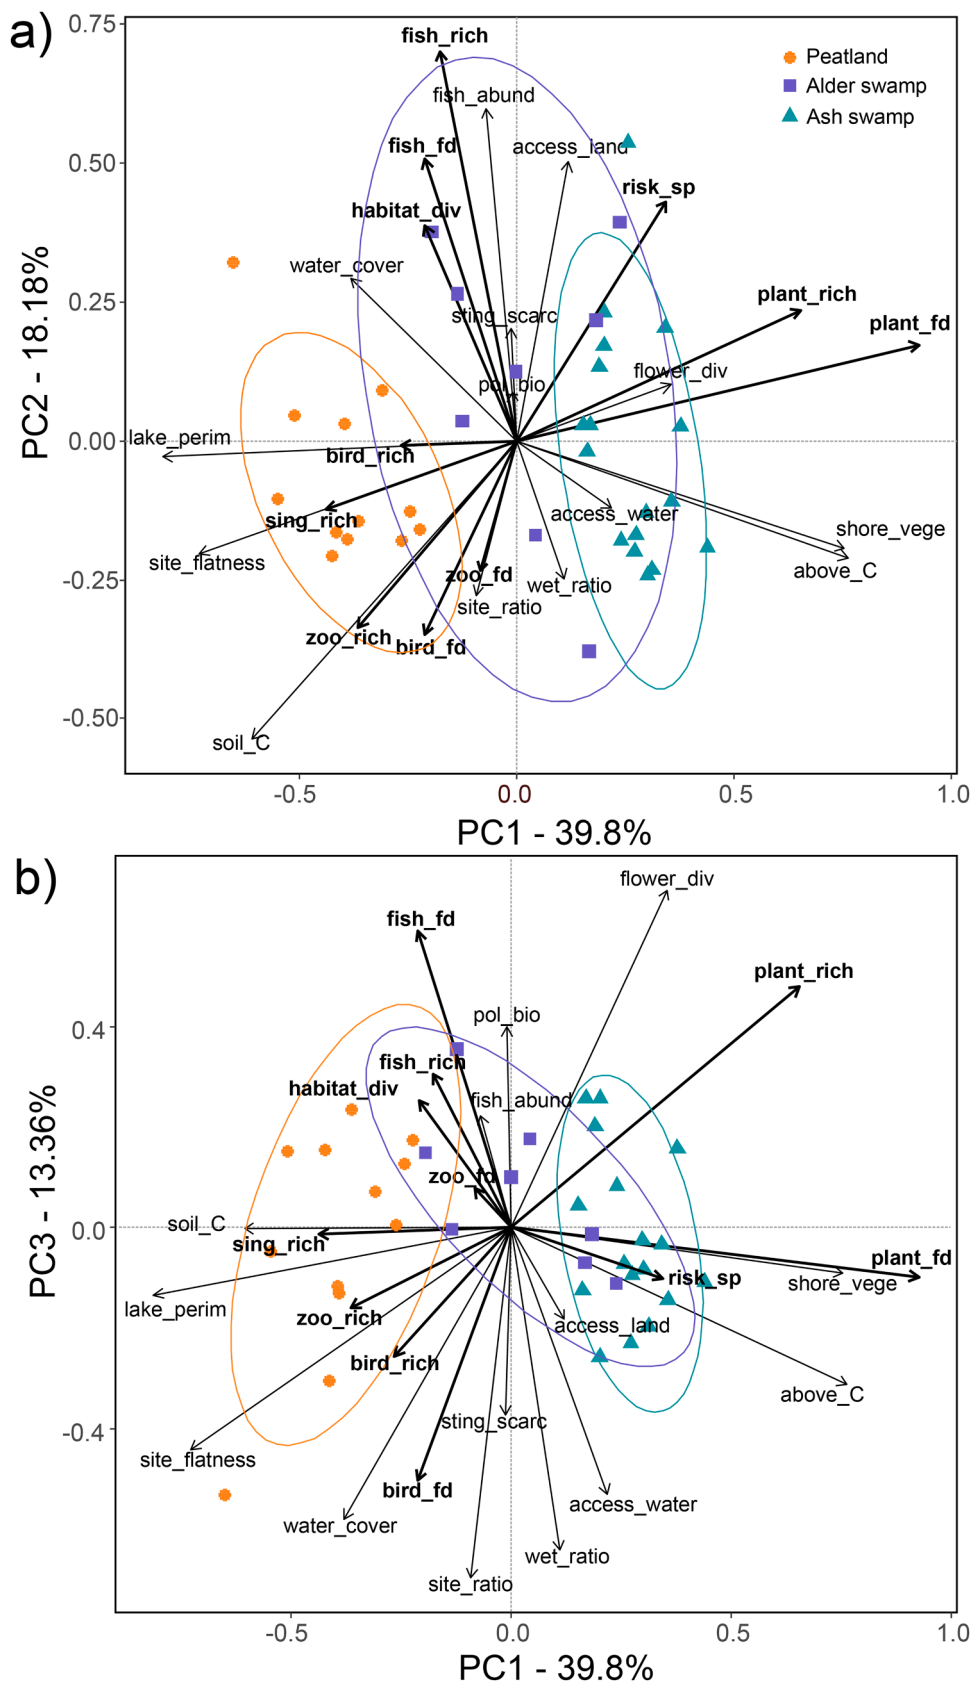 a)
0.75
fish_rich
Peatland
Alder swamp
Ash swamp
fish_abund
fish_fd
access_land
0.50
risk_sp
habitat_div
water_cover
plant_rich
0.25
sting_scarc
plant_fd
flower_div
pol_bio
PC2 - 18.18%
0.00
lake_perim
bird_rich
sing_rich
access_water
shore_vege
site_flatness
above_C
-0.25
zoo_fd
wet_ratio
site_ratio
zoo_rich
bird_fd
-0.50
soil_C
-0.5
0.0
0.5
1.0
PC1 - 39.8%
b)
flower_div
fish_fd
plant_rich
pol_bio
0.4
fish_rich
habitat_div
fish_abund
zoo_fd
PC3 - 13.36%
0.0
soil_C
sing_rich
plant_fd
risk_sp
shore_vege
lake_perim
zoo_rich
access_land
bird_rich
above_C
-0.4
sting_scarc
site_flatness
bird_fd
access_water
water_cover
wet_ratio
site_ratio
-0.5
0.0
0.5
1.0
PC1 - 39.8%